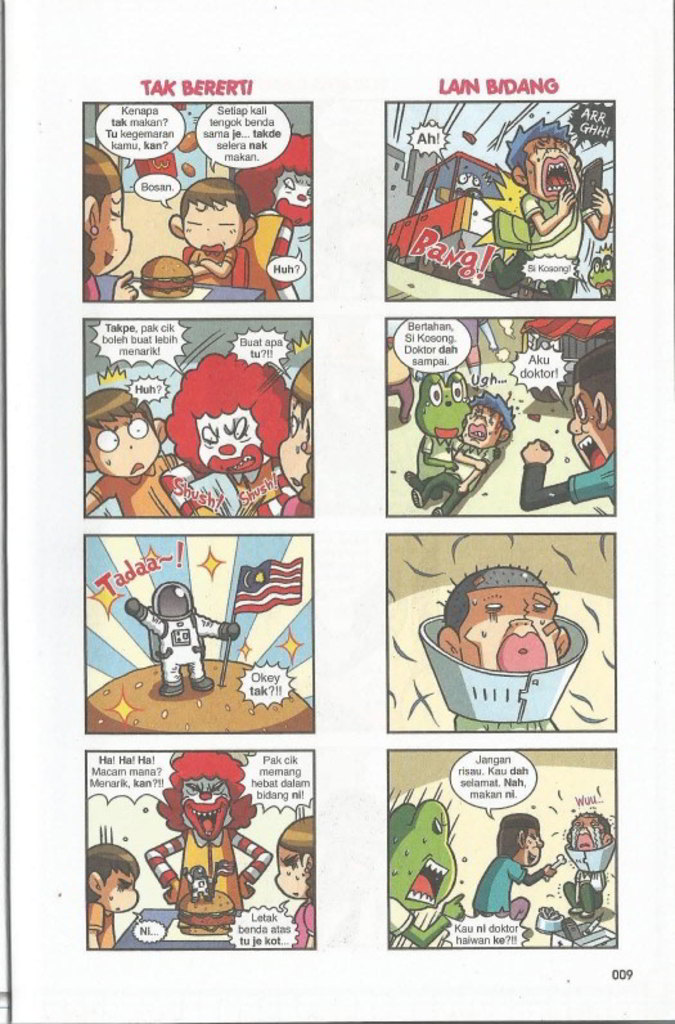 TAK BERERTI
Kenapa
tak makan?
Tu kegemaran
kamu, kan?
Setiap kali
tengok benda
sama je... takde
selera nak
makan.
Bosan.
Huh?
Takpe, pak cik
boleh buat lebih
menarik!
Buat apa
tu?!!
Huh?
Shush!
Shush!
Tadaa~!
Okey
tak?!!
Ha! Ha! Ha!
Macam mana?
Menarik, kan?!!
Pak cik
memang
hebat dalam
bidang ni!
Ni...
Letak
benda atas
tu je kot...
LAIN BIDANG
Ah!
ARR
GHH!
Bang!
Si Kosong!
Bertahan,
Si Kosong.
Doktor dah
sampai.
Ugh...
Aku
doktor!
Jangan
risau. Kau dah
selamat. Nah,
makan ni.
Wuu..
Kau ni doktor
haiwan ke?!!
009